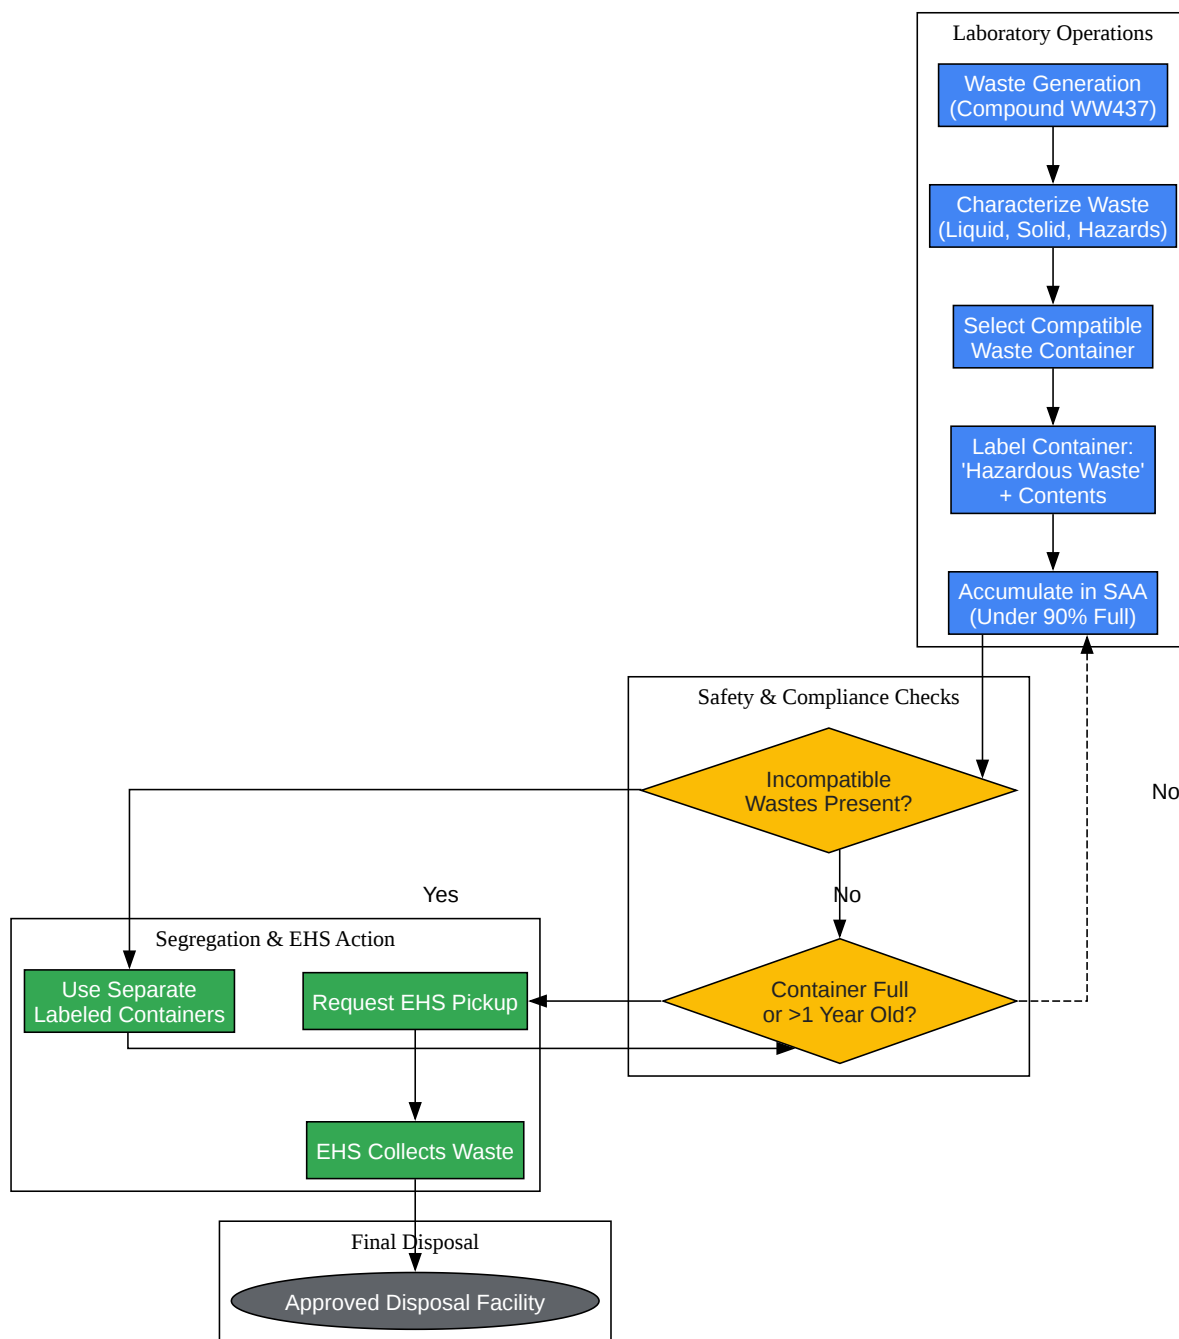 Laboratory Operations
Waste Generation
(Compound WW437)
Characterize Waste
(Liquid, Solid, Hazards)
Select Compatible
Waste Container
Label Container:
'Hazardous Waste'
+ Contents
Accumulate in SAA
(Under 90% Full)
Safety & Compliance Checks
Incompatible
Wastes Present?
No
Yes
No
Segregation & EHS Action
Use Separate
Labeled Containers
Request EHS Pickup
Container Full
or >1 Year Old?
EHS Collects Waste
Final Disposal
Approved Disposal Facility